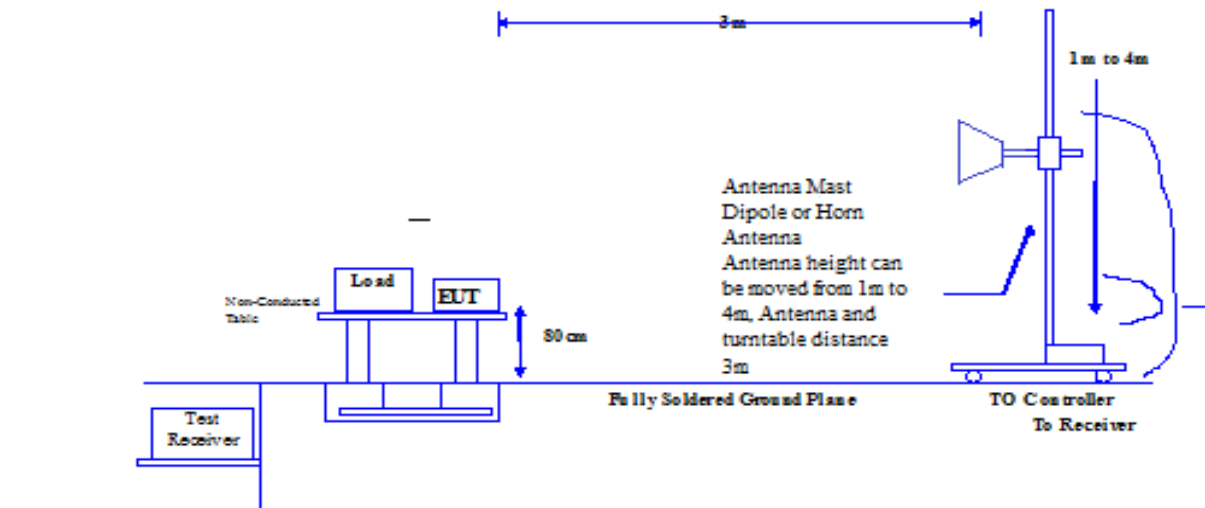 3m
1m to 4m
Antenna Mast
Dipole or Horn
Antenna
Antenna height can
be moved from 1m to
4m, Antenna and
turntable distance
3m
Load
EUT
Non-Conducted
Table
80cm
Fully Soldered Ground Plane
TO Controller
To Receiver
Test
Receiver